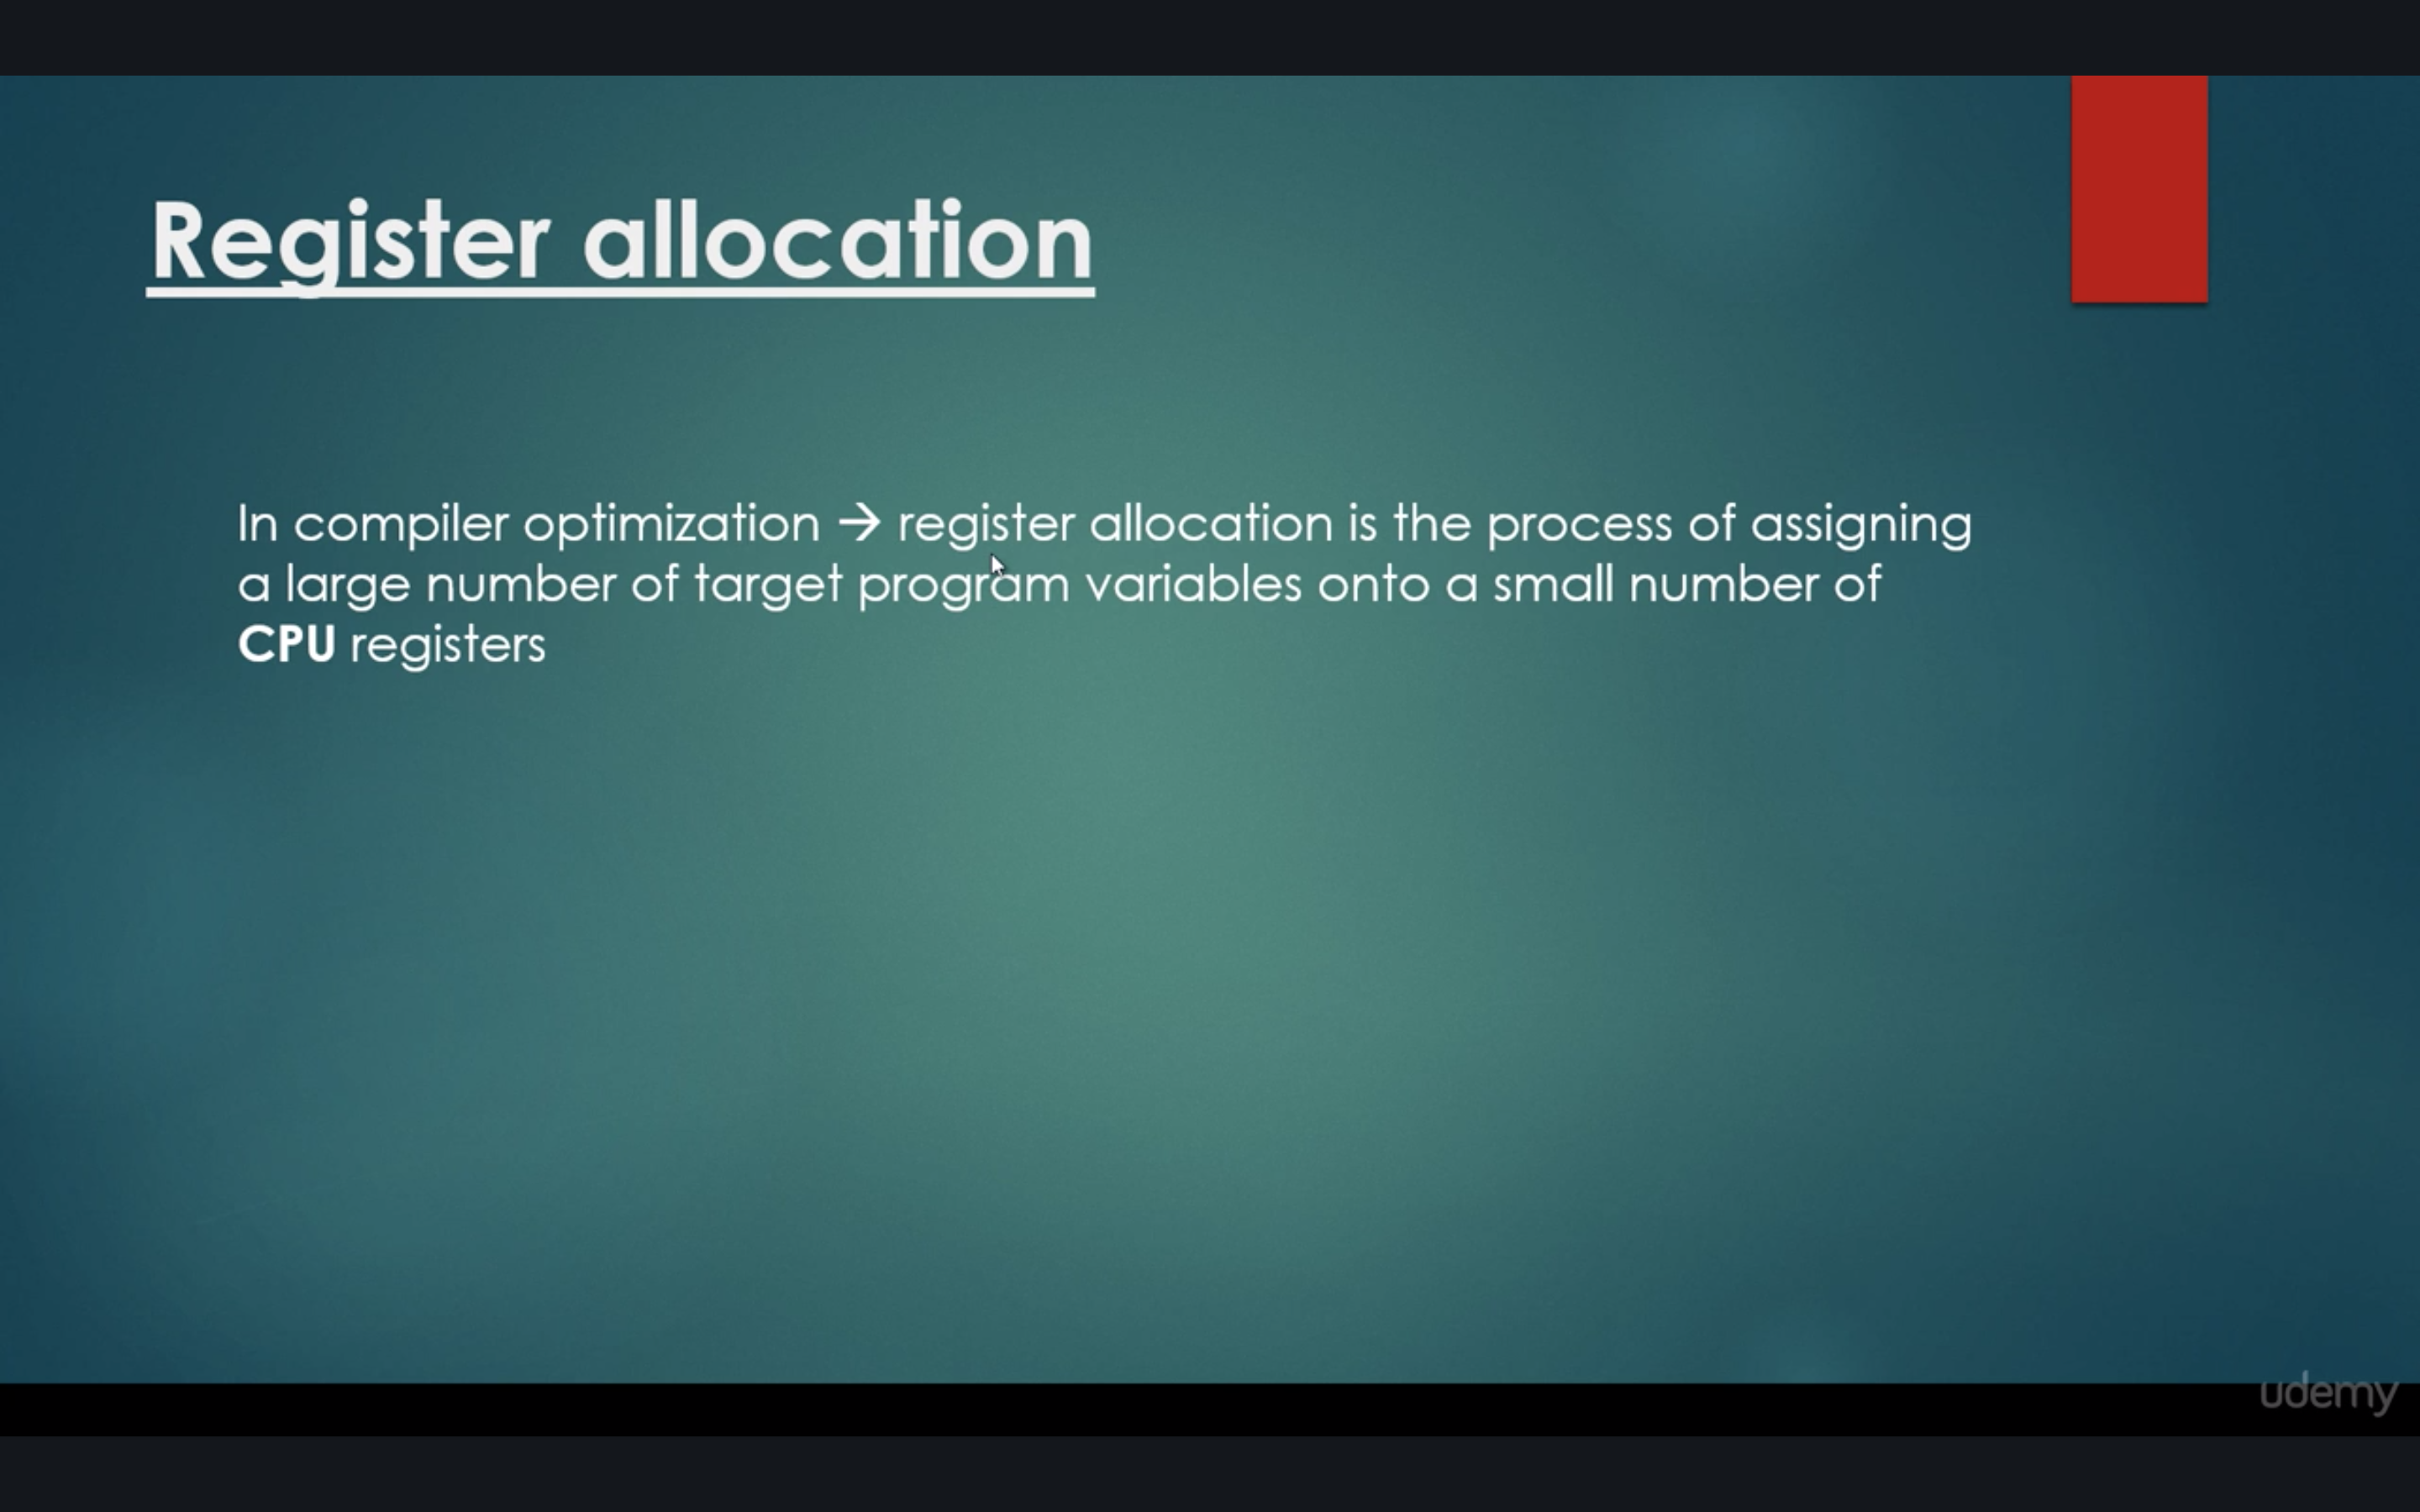 Register allocation
In compiler optimization → register allocation is the process of assigning
a large number of target program variables onto a small number of
CPU registers
udemy